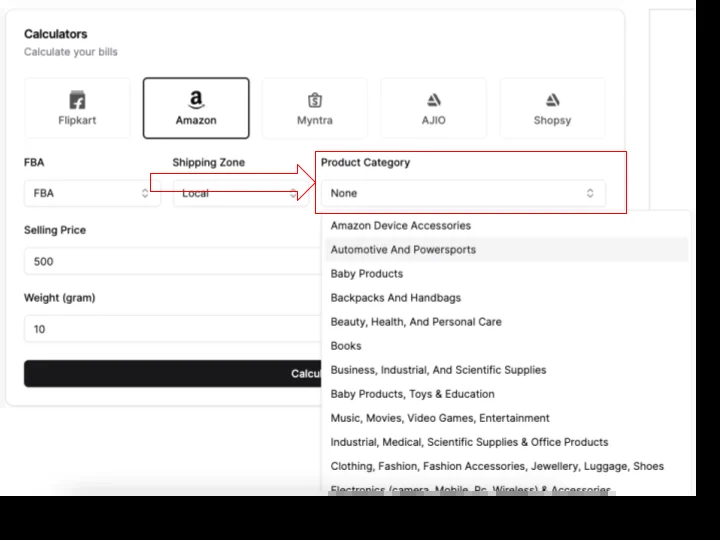 Calculators
Calculate your bills
Flipkart
Amazon
Myntra
AJIO
Shopsy
FBA
Shipping Zone
Product Category
FBA
Local
None
Selling Price
500
Weight (gram)
10
Calcul
Amazon Device Accessories
Automotive And Powersports
Baby Products
Backpacks And Handbags
Beauty, Health, And Personal Care
Books
Business, Industrial, And Scientific Supplies
Baby Products, Toys & Education
Music, Movies, Video Games, Entertainment
Industrial, Medical, Scientific Supplies & Office Products
Clothing, Fashion, Fashion Accessories, Jewellery, Luggage, Shoes
Electronics (camera, Mobile, Pc, Wireless) & Accessories